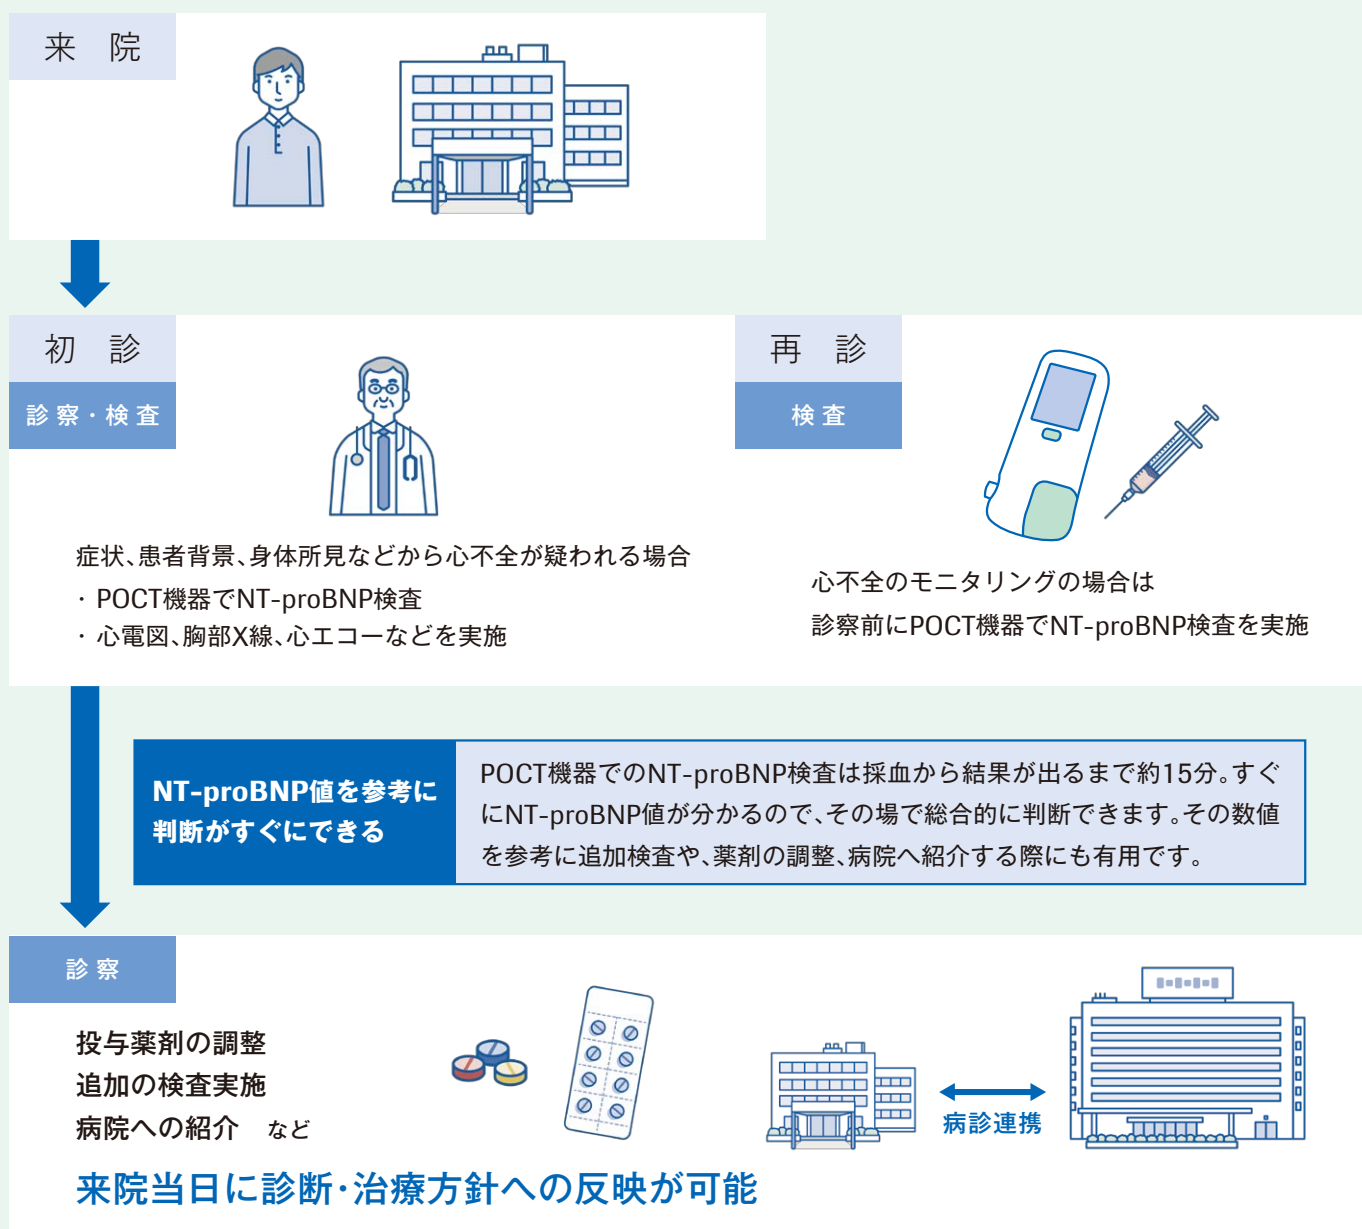 来 院
初 診
診察・検査
症状、患者背景、身体所見などから心不全が疑われる場合
・POCT機器でNT-proBNP検査
・心電図、胸部X線、心エコーなどを実施
再 診
検査
心不全のモニタリングの場合は
診察前にPOCT機器でNT-proBNP検査を実施
NT-proBNP値を参考に
判断がすぐにできる
POCT機器でのNT-proBNP検査は採血から結果が出るまで約15分。すぐ
にNT-proBNP値が分かるので、その場で総合的に判断できます。その数値
を参考に追加検査や、薬剤の調整、病院へ紹介する際にも有用です。
診察
投与薬剤の調整
追加の検査実施
病院への紹介 など
病診連携
来院当日に診断・治療方針への反映が可能